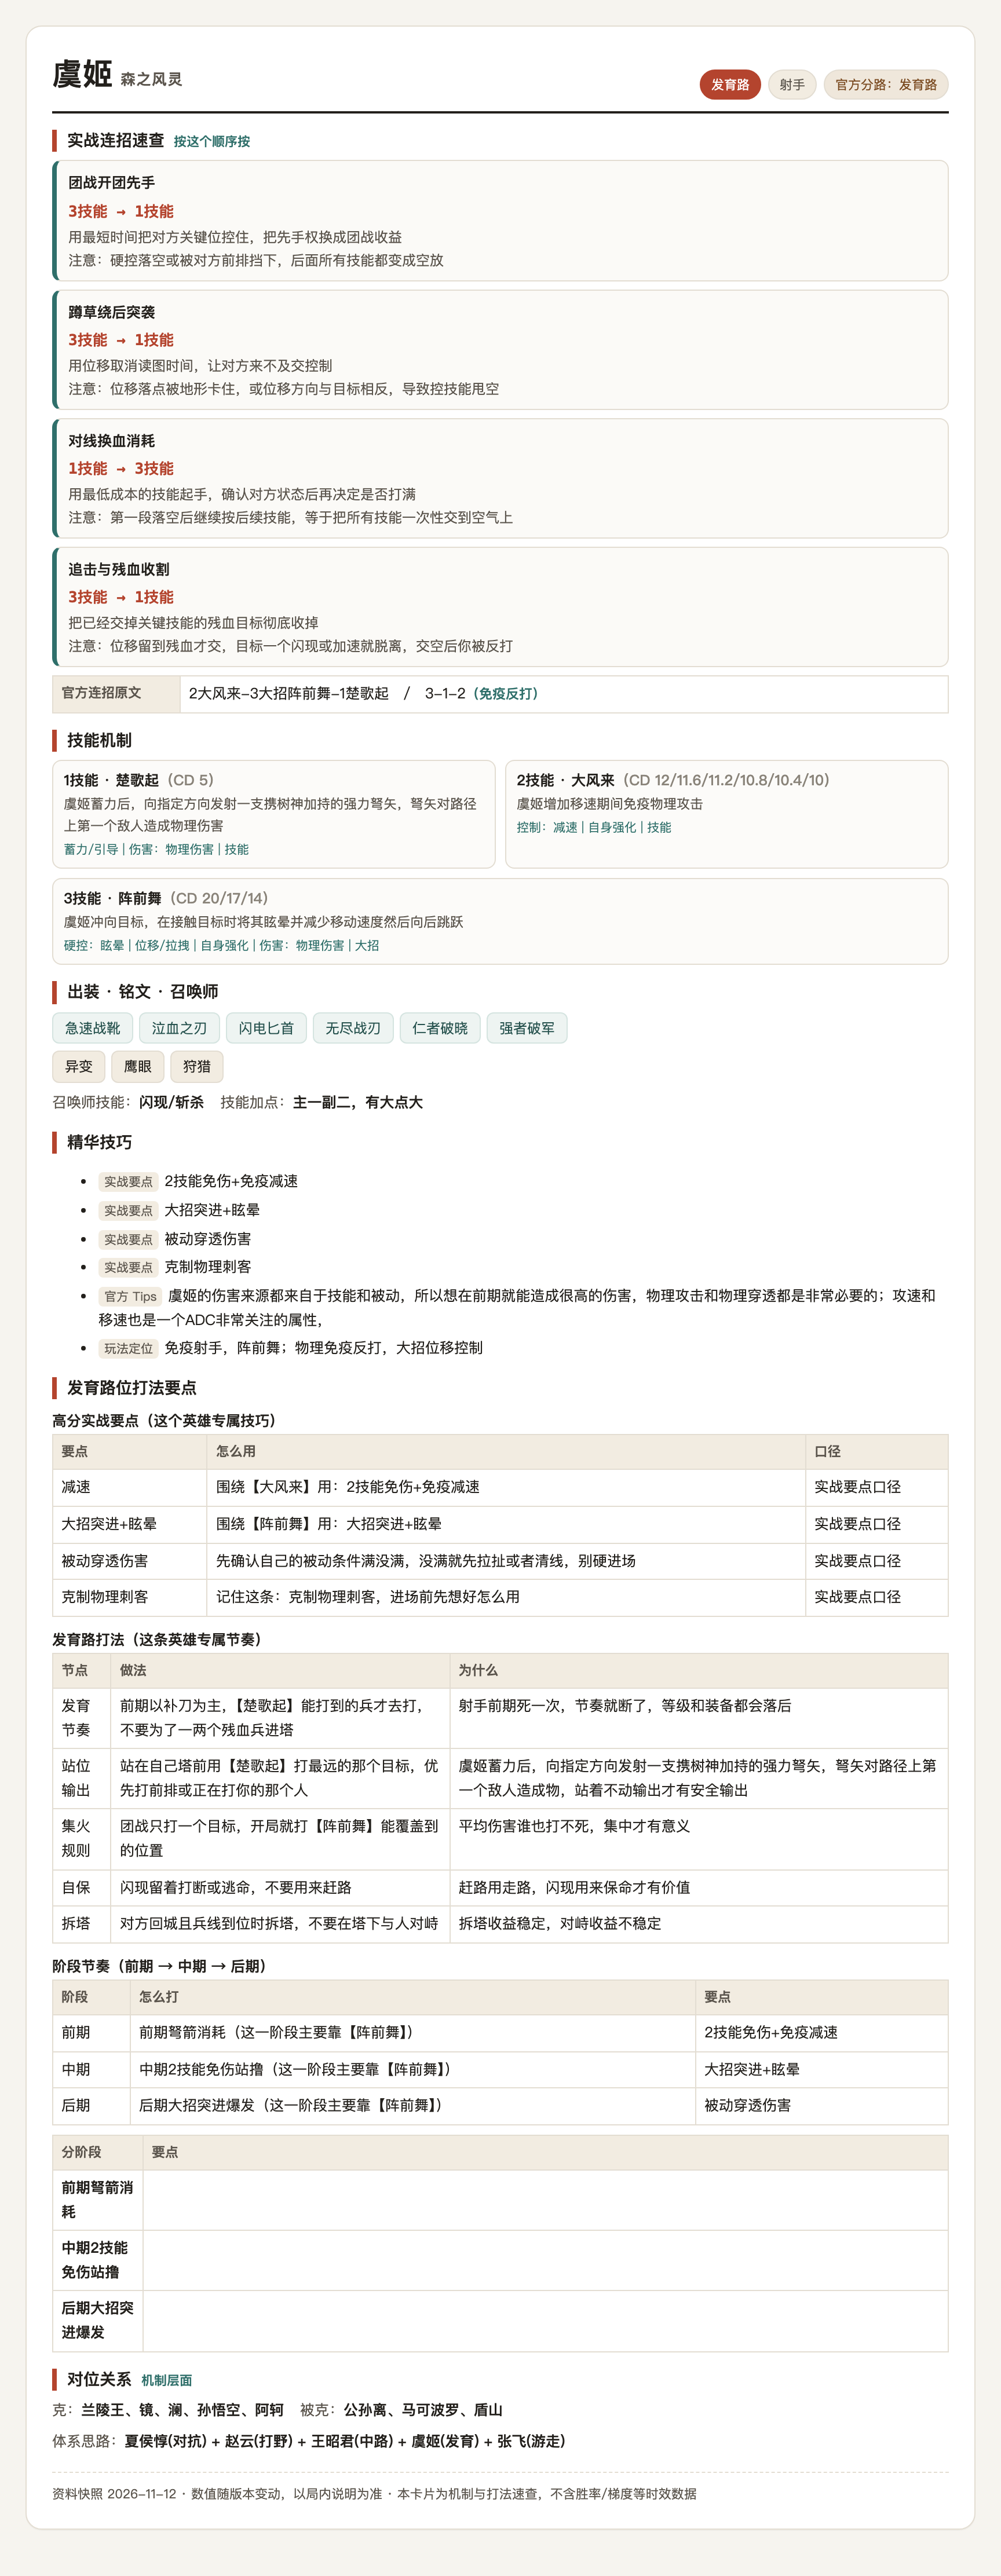 虞姬 森之风灵
发育路 射手 官方分路：发育路
实战连招速查 按这个顺序按
团战开团先手
3技能 → 1技能
用最短时间把对方关键位控住，把先手权换成团战收益
注意：硬控落空或被对方前排挡下，后面所有技能都变成空放
蹲草绕后突袭
3技能 → 1技能
用位移取消读图时间，让对方来不及交控制
注意：位移落点被地形卡住，或位移方向与目标相反，导致控技能甩空
对线换血消耗
1技能 → 3技能
用最低成本的技能起手，确认对方状态后再决定是否打满
注意：第一段落空后继续按后续技能，等于把所有技能一次性交到空气上
追击与残血收割
3技能 → 1技能
把已经交掉关键技能的残血目标彻底收掉
注意：位移留到残血才交，目标一个闪现或加速就脱离，交空后你被反打
官方连招原文 2大风来–3大招阵前舞–1楚歌起 / 3–1–2（免疫反打）
技能机制
1技能 · 楚歌起（CD 5）
虞姬蓄力后，向指定方向发射一支携树神加持的强力弩矢，弩矢对路径
上第一个敌人造成物理伤害
蓄力/引导 | 伤害：物理伤害 | 技能
2技能 · 大风来（CD 12/11.6/11.2/10.8/10.4/10）
虞姬增加移速期间免疫物理攻击
控制：减速 | 自身强化 | 技能
3技能 · 阵前舞（CD 20/17/14）
虞姬冲向目标，在接触目标时将其眩晕并减少移动速度然后向后跳跃
硬控：眩晕 | 位移/拉拽 | 自身强化 | 伤害：物理伤害 | 大招
出装 · 铭文 · 召唤师
急速战靴 泣血之刃 闪电匕首 无尽战刃 仁者破晓 强者破军
异变 鹰眼 狩猎
召唤师技能：闪现/斩杀 技能加点：主一副二，有大点大
精华技巧
• 实战要点 2技能免伤+免疫减速
• 实战要点 大招突进+眩晕
• 实战要点 被动穿透伤害
• 实战要点 克制物理刺客
• 官方 Tips 虞姬的伤害来源都来自于技能和被动，所以想在前期就能造成很高的伤害，物理攻击和物理穿透都是非常必要的；攻速和
移速也是一个ADC非常关注的属性，
• 玩法定位 免疫射手，阵前舞；物理免疫反打，大招位移控制
发育路位打法要点
高分实战要点（这个英雄专属技巧）
要点 怎么用 口径
减速 围绕【大风来】用：2技能免伤+免疫减速 实战要点口径
大招突进+眩晕 围绕【阵前舞】用：大招突进+眩晕 实战要点口径
被动穿透伤害 先确认自己的被动条件满没满，没满就先拉扯或者清线，别硬进场 实战要点口径
克制物理刺客 记住这条：克制物理刺客，进场前先想好怎么用 实战要点口径
发育路打法（这条英雄专属节奏）
节点 做法 为什么
发育 前期以补刀为主，【楚歌起】能打到的兵才去打， 射手前期死一次，节奏就断了，等级和装备都会落后
节奏 不要为了一两个残血兵进塔
站位 站在自己塔前用【楚歌起】打最远的那个目标，优 虞姬蓄力后，向指定方向发射一支携树神加持的强力弩矢，弩矢对路径上第
输出 先打前排或正在打你的那个人 一个敌人造成物，站着不动输出才有安全输出
集火 团战只打一个目标，开局就打【阵前舞】能覆盖到 平均伤害谁也打不死，集中才有意义
规则 的位置
自保 闪现留着打断或逃命，不要用来赶路 赶路用走路，闪现用来保命才有价值
拆塔 对方回城且兵线到位时拆塔，不要在塔下与人对峙 拆塔收益稳定，对峙收益不稳定
阶段节奏（前期 → 中期 → 后期）
阶段 怎么打 要点
前期 前期弩箭消耗（这一阶段主要靠【阵前舞】） 2技能免伤+免疫减速
中期 中期2技能免伤站撸（这一阶段主要靠【阵前舞】） 大招突进+眩晕
后期 后期大招突进爆发（这一阶段主要靠【阵前舞】） 被动穿透伤害
分阶段 要点
前期弩箭消
耗
中期2技能
免伤站撸
后期大招突
进爆发
对位关系 机制层面
克：兰陵王、镜、澜、孙悟空、阿轲 被克：公孙离、马可波罗、盾山
体系思路：夏侯惇(对抗) + 赵云(打野) + 王昭君(中路) + 虞姬(发育) + 张飞(游走)
资料快照 2026–11–12 · 数值随版本变动，以局内说明为准 · 本卡片为机制与打法速查，不含胜率/梯度等时效数据